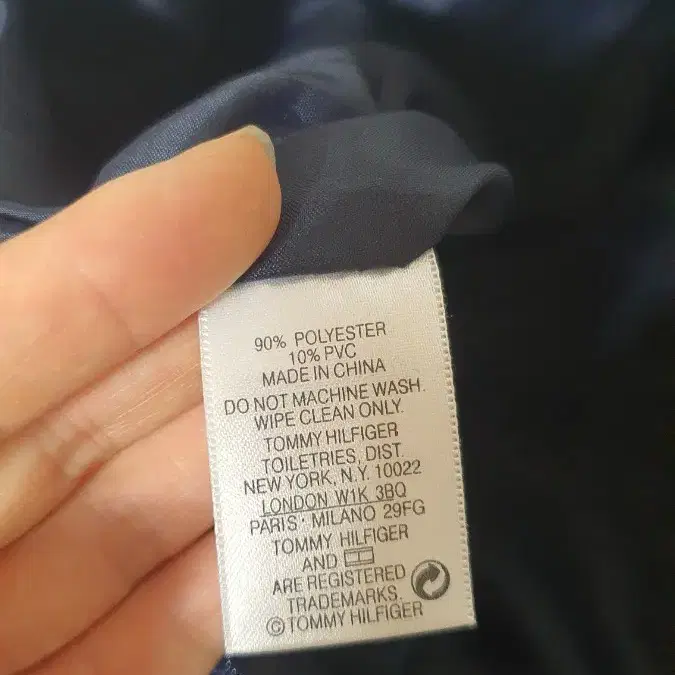 90% POLYESTER
10% PVC
MADE IN CHINA
DO NOT MACHINE WASH.
WIPE CLEAN ONLY.
TOMMY HILFIGER
TOILETRIES, DIST.
NEW YORK, N.Y. 10022
LONDON W1K 3BQ
PARIS · MILANO 29FG
TOMMY HILFIGER
AND
ARE REGISTERED
TRADEMARKS.
©TOMMY HILFIGER